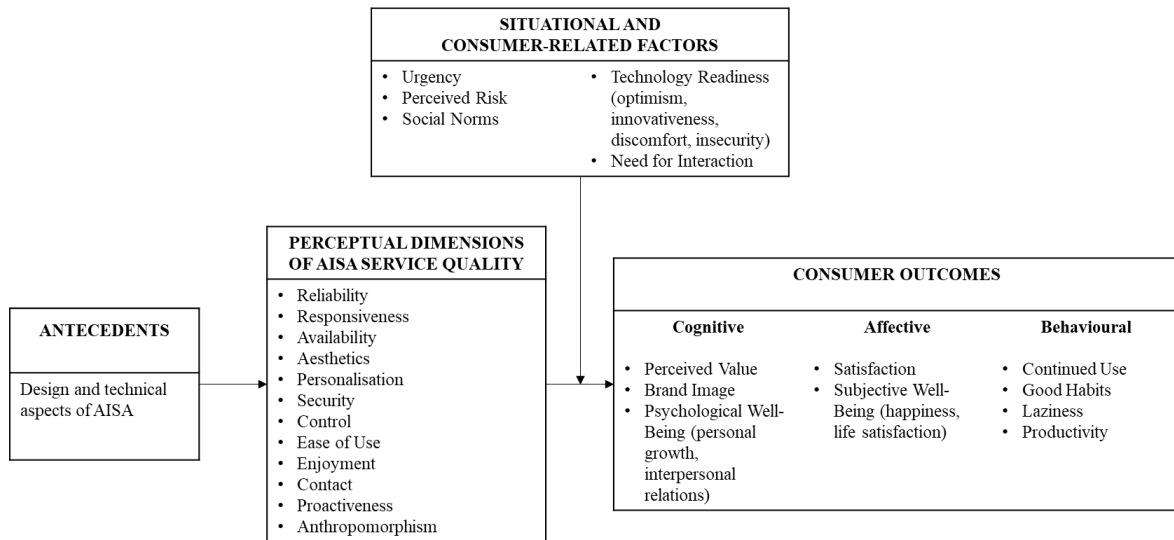 SITUATIONAL AND
CONSUMER-RELATED FACTORS
• Urgency
• Perceived Risk
• Social Norms
• Technology Readiness
(optimism,
innovativeness,
discomfort, insecurity)
• Need for Interaction
ANTECEDENTS
Design and technical
aspects of AISA
PERCEPTUAL DIMENSIONS
OF AISA SERVICE QUALITY
• Reliability
• Responsiveness
• Availability
• Aesthetics
• Personalisation
• Security
• Control
• Ease of Use
• Enjoyment
• Contact
• Proactiveness
• Anthropomorphism
CONSUMER OUTCOMES
Cognitive
• Perceived Value
• Brand Image
• Psychological Well-
Being (personal
growth,
interpersonal
relations)
Affective
• Satisfaction
• Subjective Well-
Being (happiness,
life satisfaction)
Behavioural
• Continued Use
• Good Habits
• Laziness
• Productivity